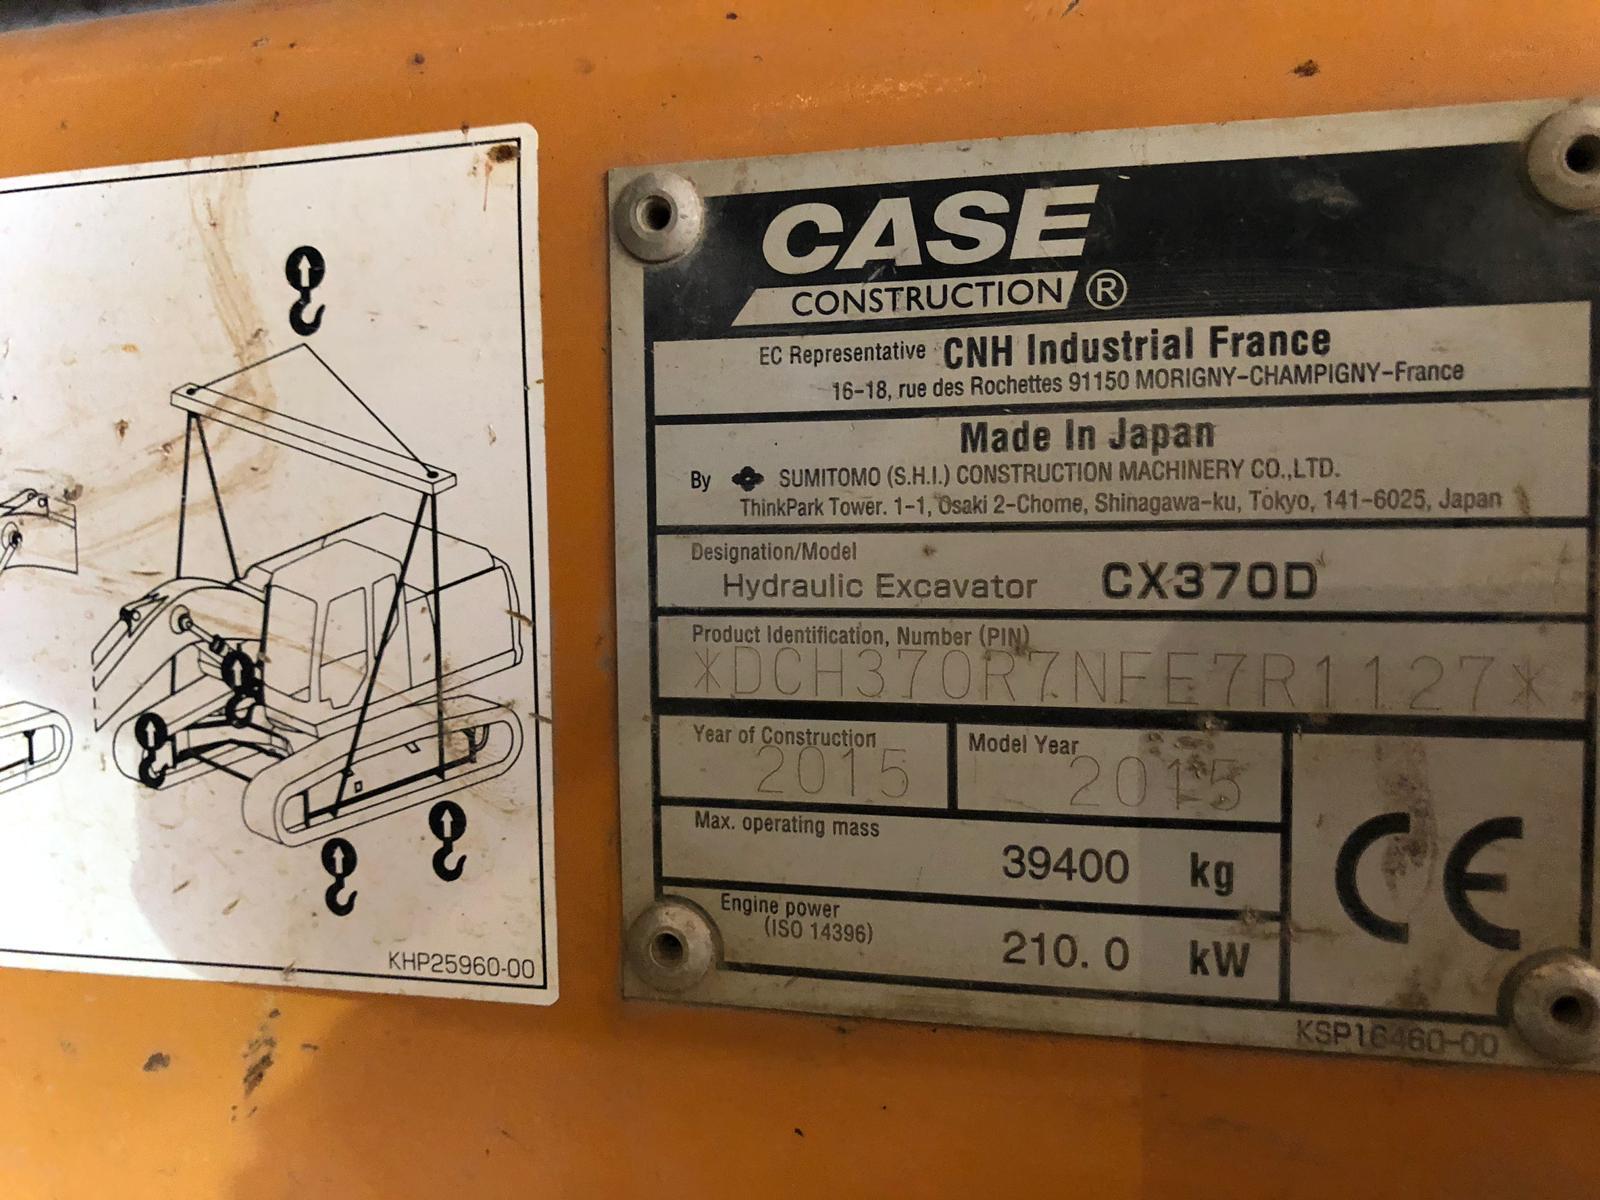 KHP25960-00
CASE
CONSTRUCTION ®
EC Representative CNH Industrial France
16-18, rue des Rochettes 91150 MORIGNY-CHAMPIGNY-France
Made In Japan
By SUMITOMO (S.H.I.) CONSTRUCTION MACHINERY CO.,LTD.
ThinkPark Tower. 1-1, Osaki 2-Chome, Shinagawa-ku, Tokyo, 141-6025, Japan
Designation/Model
Hydraulic Excavator CX370D
Product Identification, Number (PIN)
*DCH370R7NFE7R1127*
Year of Construction
2015
Model Year
2015
Max. operating mass
39400 kg
Engine power
(ISO 14396)
210.0 kW
CE
KSP16460-00